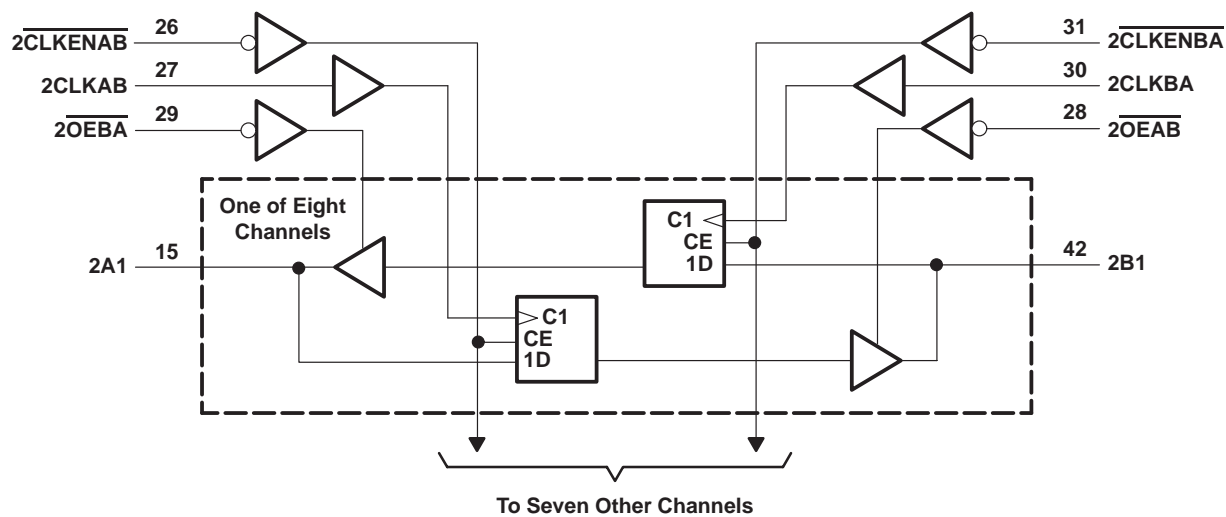 2CLKENAB 26
2CLKAB 27
2OEBA 29
31 2CLKENBA
30 2CLKBA
28 2OEAB
One of Eight
Channels
2A1 15
C1
CE
1D
42 2B1
C1
CE
1D
To Seven Other Channels